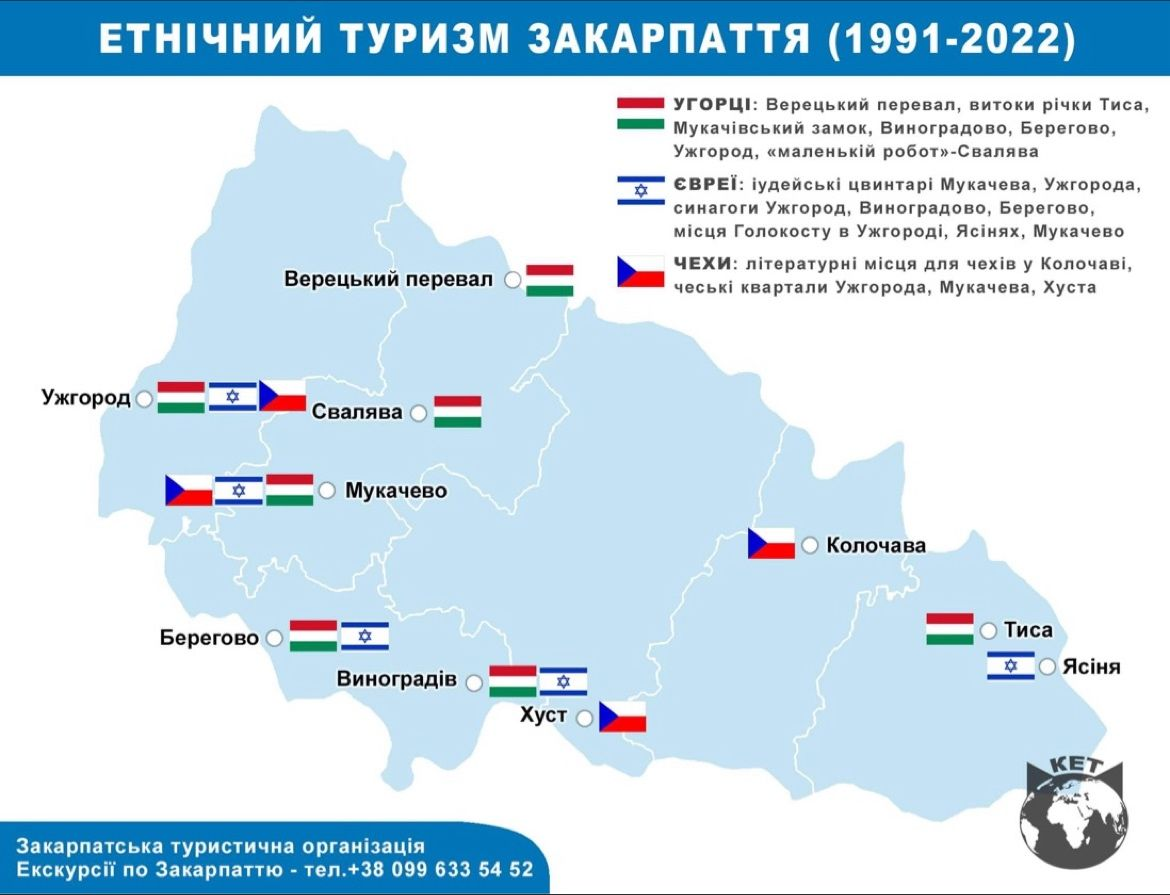 ЕТНІЧНИЙ ТУРИЗМ ЗАКАРПАТТЯ (1991-2022)
УГОРЦІ: Верецький перевал, витоки річки Тиса,
Мукачівський замок, Виноградово, Берегово,
Ужгород, «маленькій робот»-Свалява
ЄВРЕЇ: іудейські цвинтарі Мукачева, Ужгорода,
синагоги Ужгород, Виноградово, Берегово,
місця Голокосту в Ужгороді, Ясінях, Мукачево
ЧЕХИ: літературні місця для чехів у Колочаві,
чеські квартали Ужгорода, Мукачева, Хуста
Верецький перевал
Ужгород
Свалява
Мукачево
Колочава
Берегово
Тиса
Ясіня
Виноградів
Хуст
КЕТ
Закарпатська туристична організація
Екскурсії по Закарпаттю - тел.+38 099 633 54 52